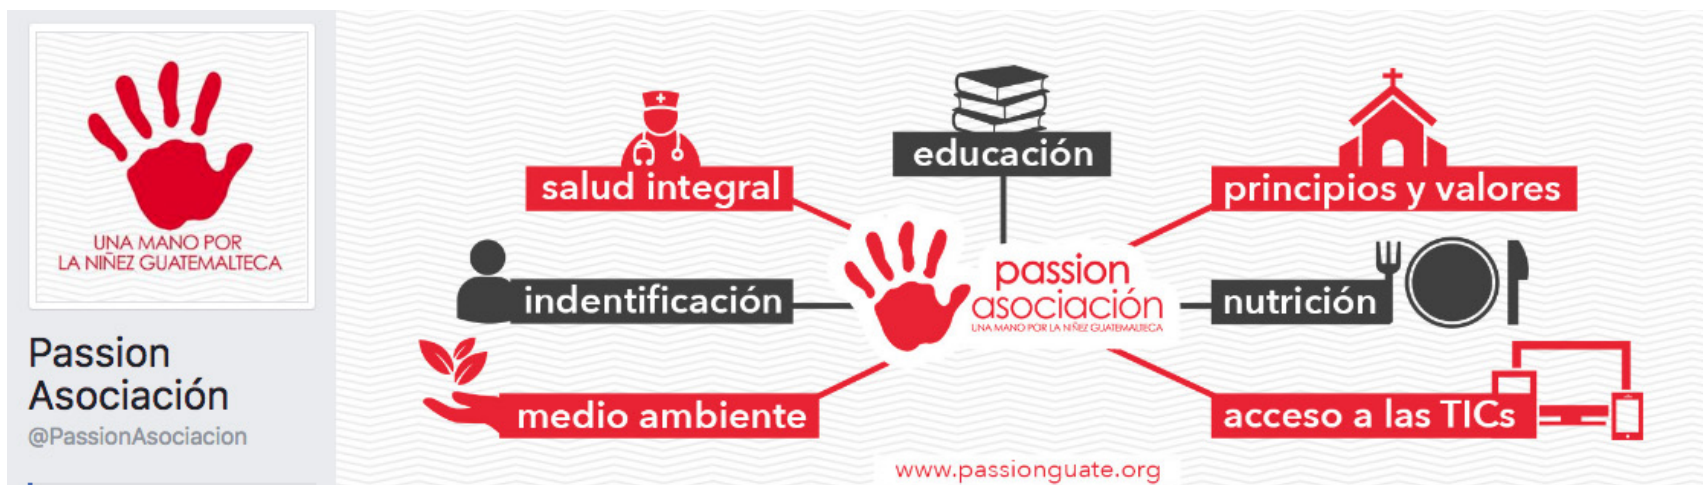 UNA MANO POR
LA NIÑEZ GUATEMALTECA
Passion
Asociación
@PassionAsociacion
salud integral
educación
principios y valores
indentificación
passion
asociación
UNA MANO POR LA NIÑEZ GUATEMALTECA
nutrición
medio ambiente
acceso a las TICs
www.passionguate.org